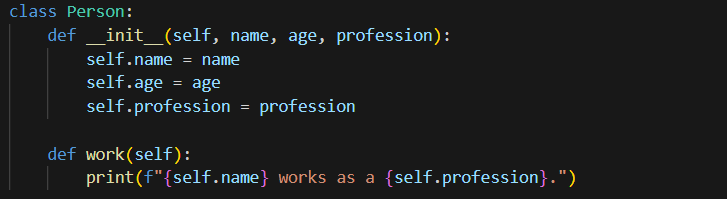 class Person:
    def __init__(self, name, age, profession):
        self.name = name
        self.age = age
        self.profession = profession

    def work(self):
        print(f"{self.name} works as a {self.profession}.")